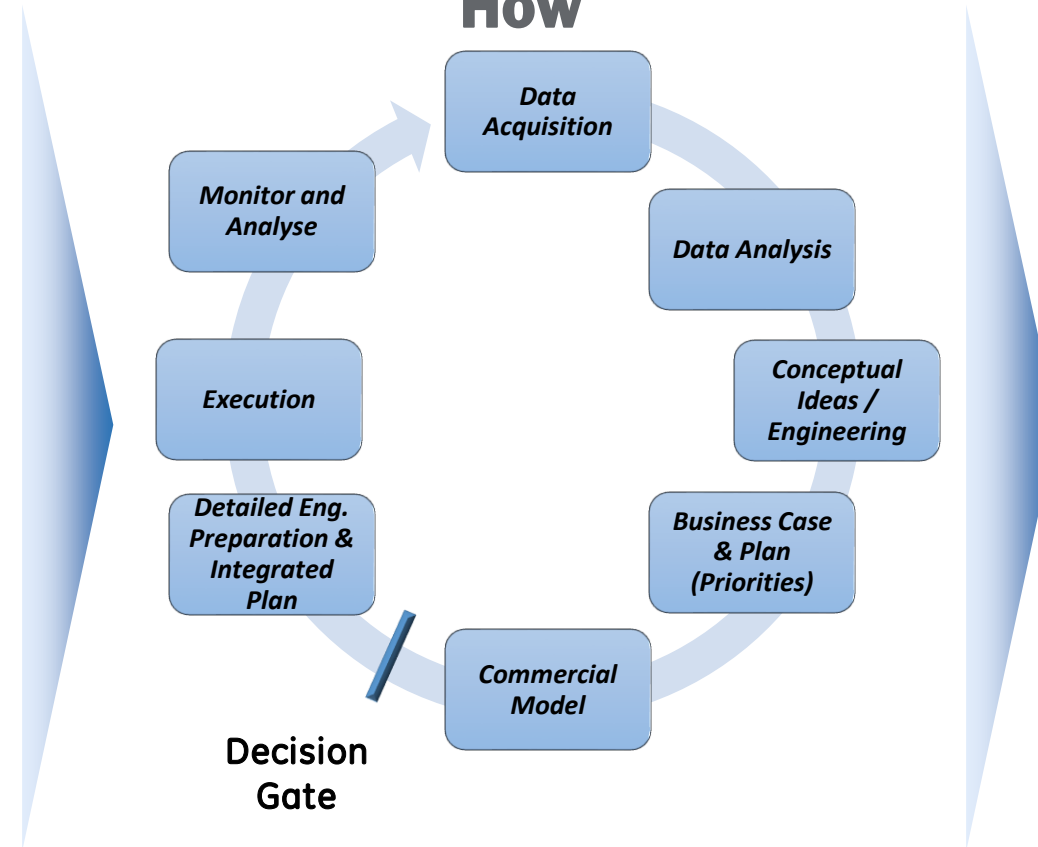 How
Data
Acquisition
Data Analysis
Conceptual
Ideas /
Engineering
Business Case
& Plan
(Priorities)
Commercial
Model
Decision
Gate
Detailed Eng.
Preparation &
Integrated
Plan
Execution
Monitor and
Analyse